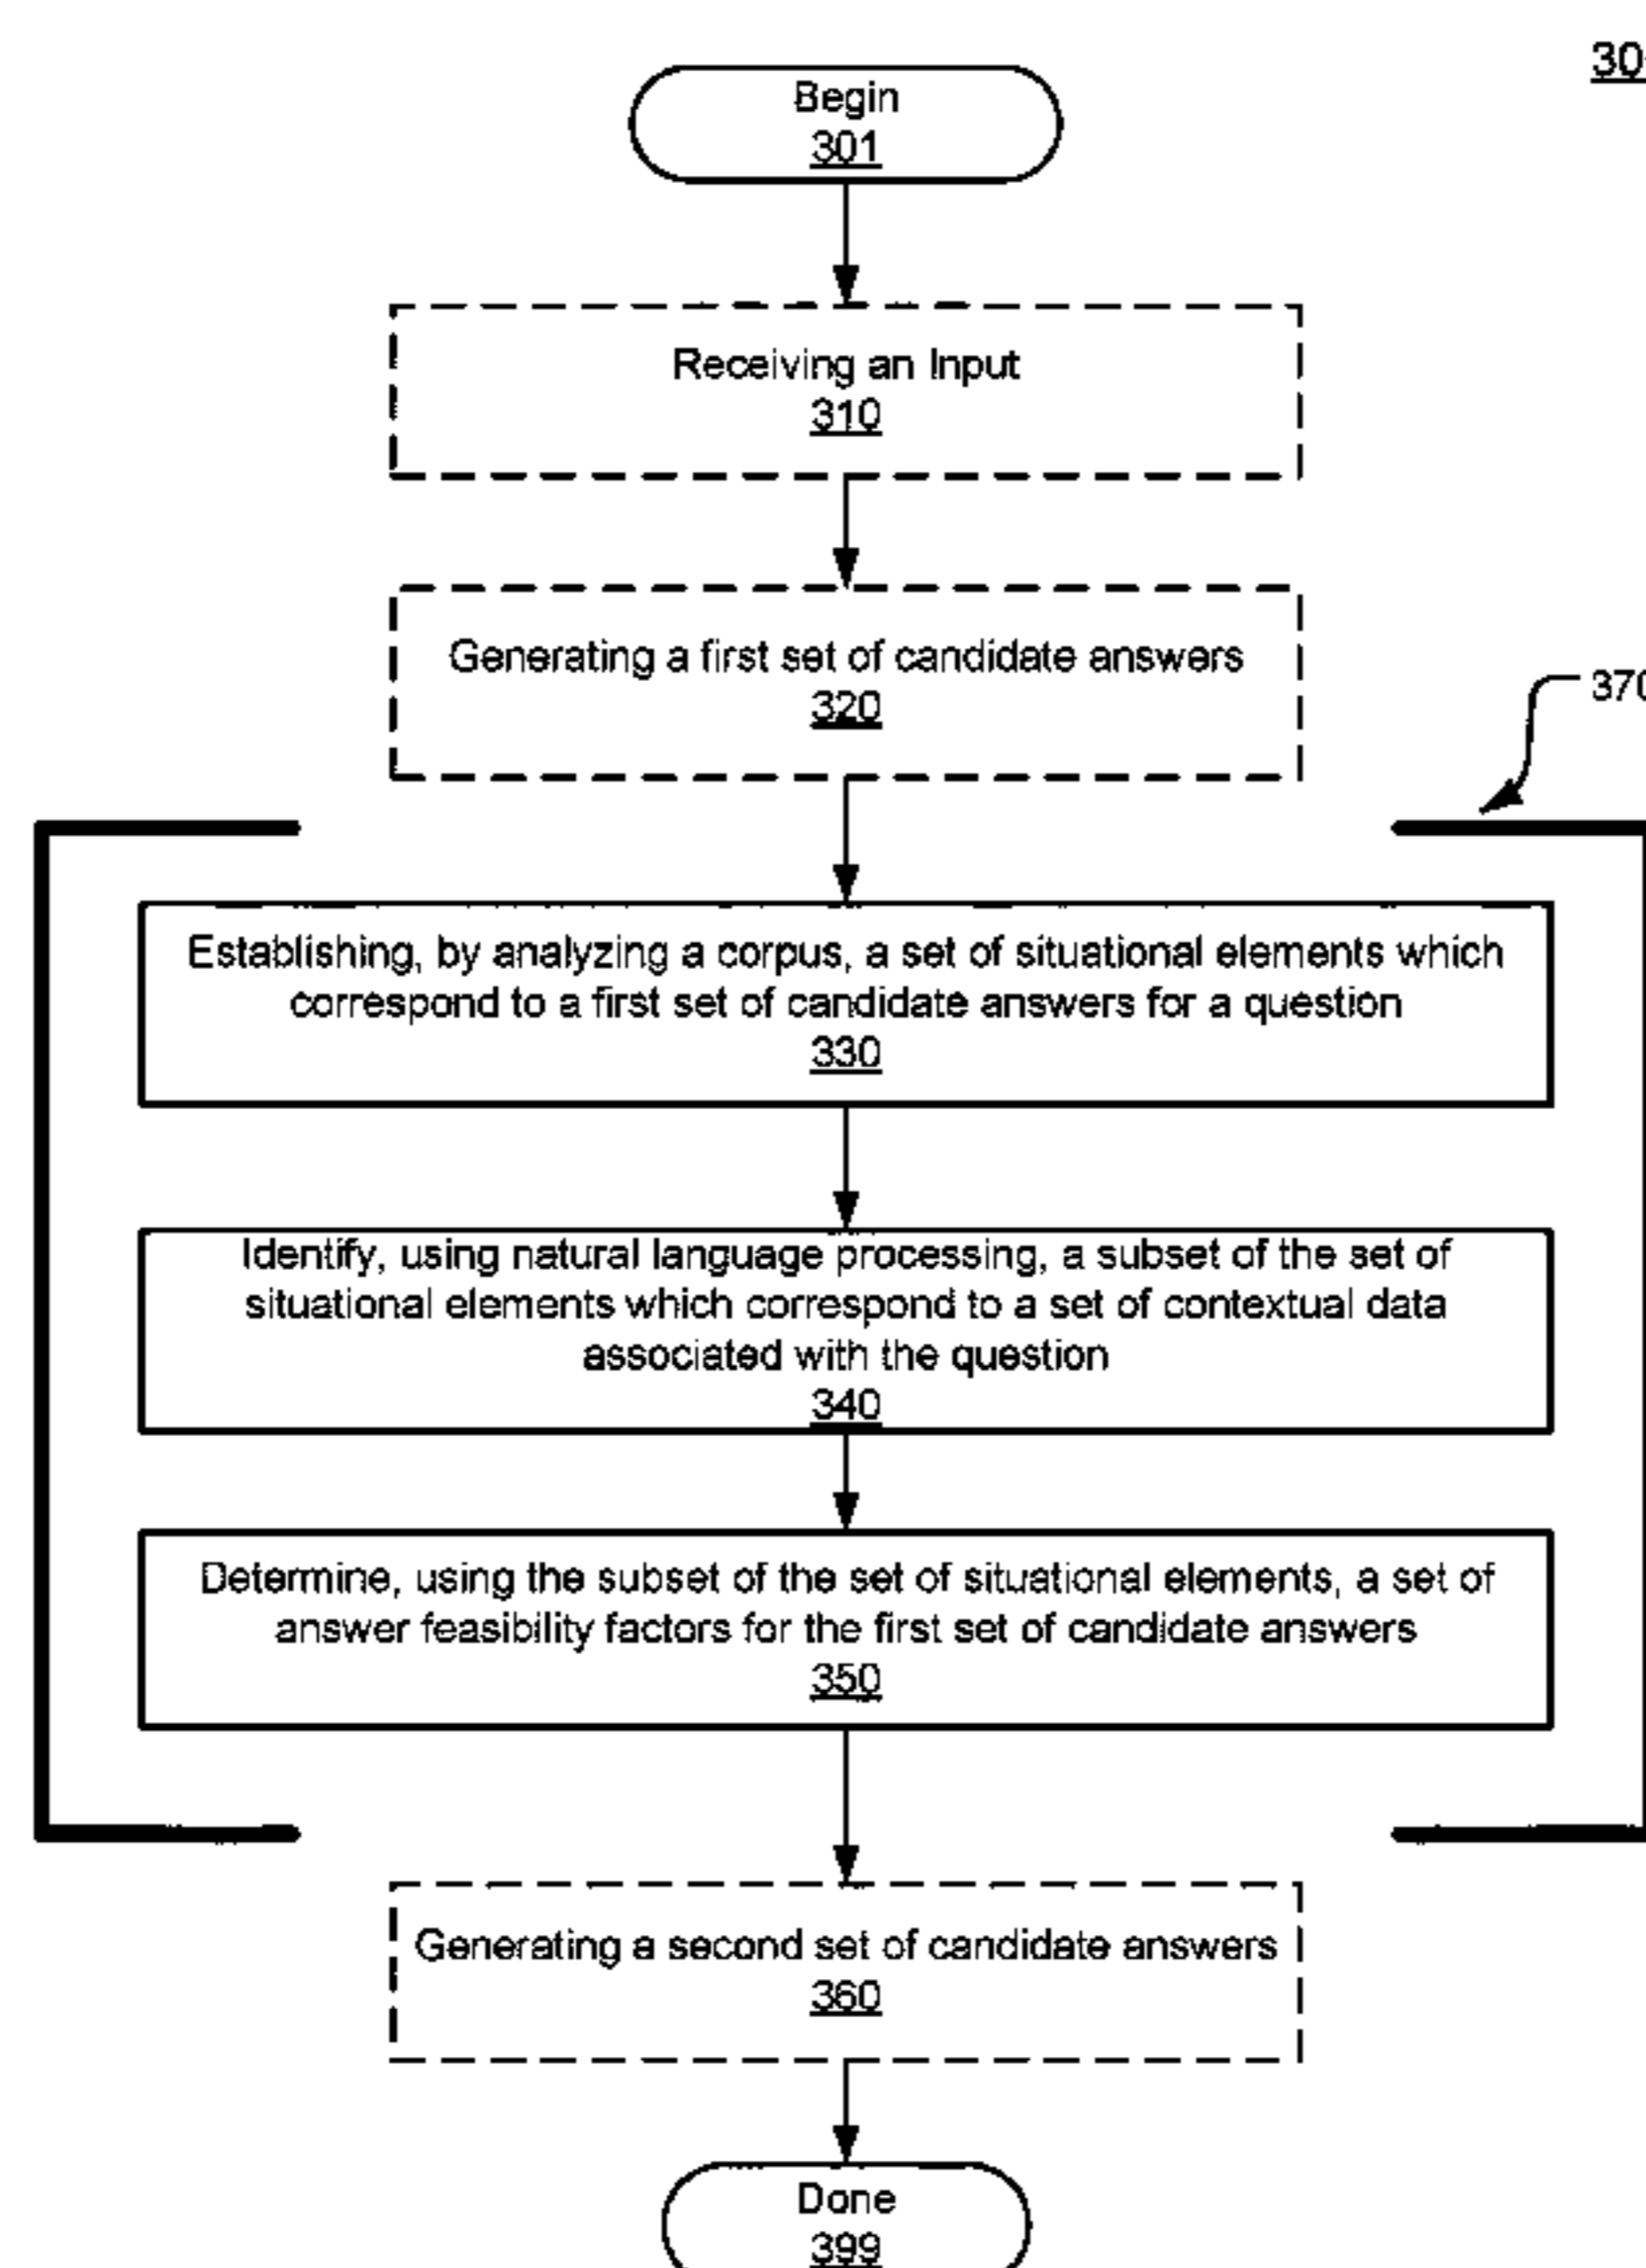 30
Begin
301
Receiving an Input
310
Generating a first set of candidate answers
320
370
Establishing, by analyzing a corpus, a set of situational elements which
correspond to a first set of candidate answers for a question
330
Identify, using natural language processing, a subset of the set of
situational elements which correspond to a set of contextual data
associated with the question
340
Determine, using the subset of the set of situational elements, a set of
answer feasibility factors for the first set of candidate answers
350
Generating a second set of candidate answers
360
Done
399